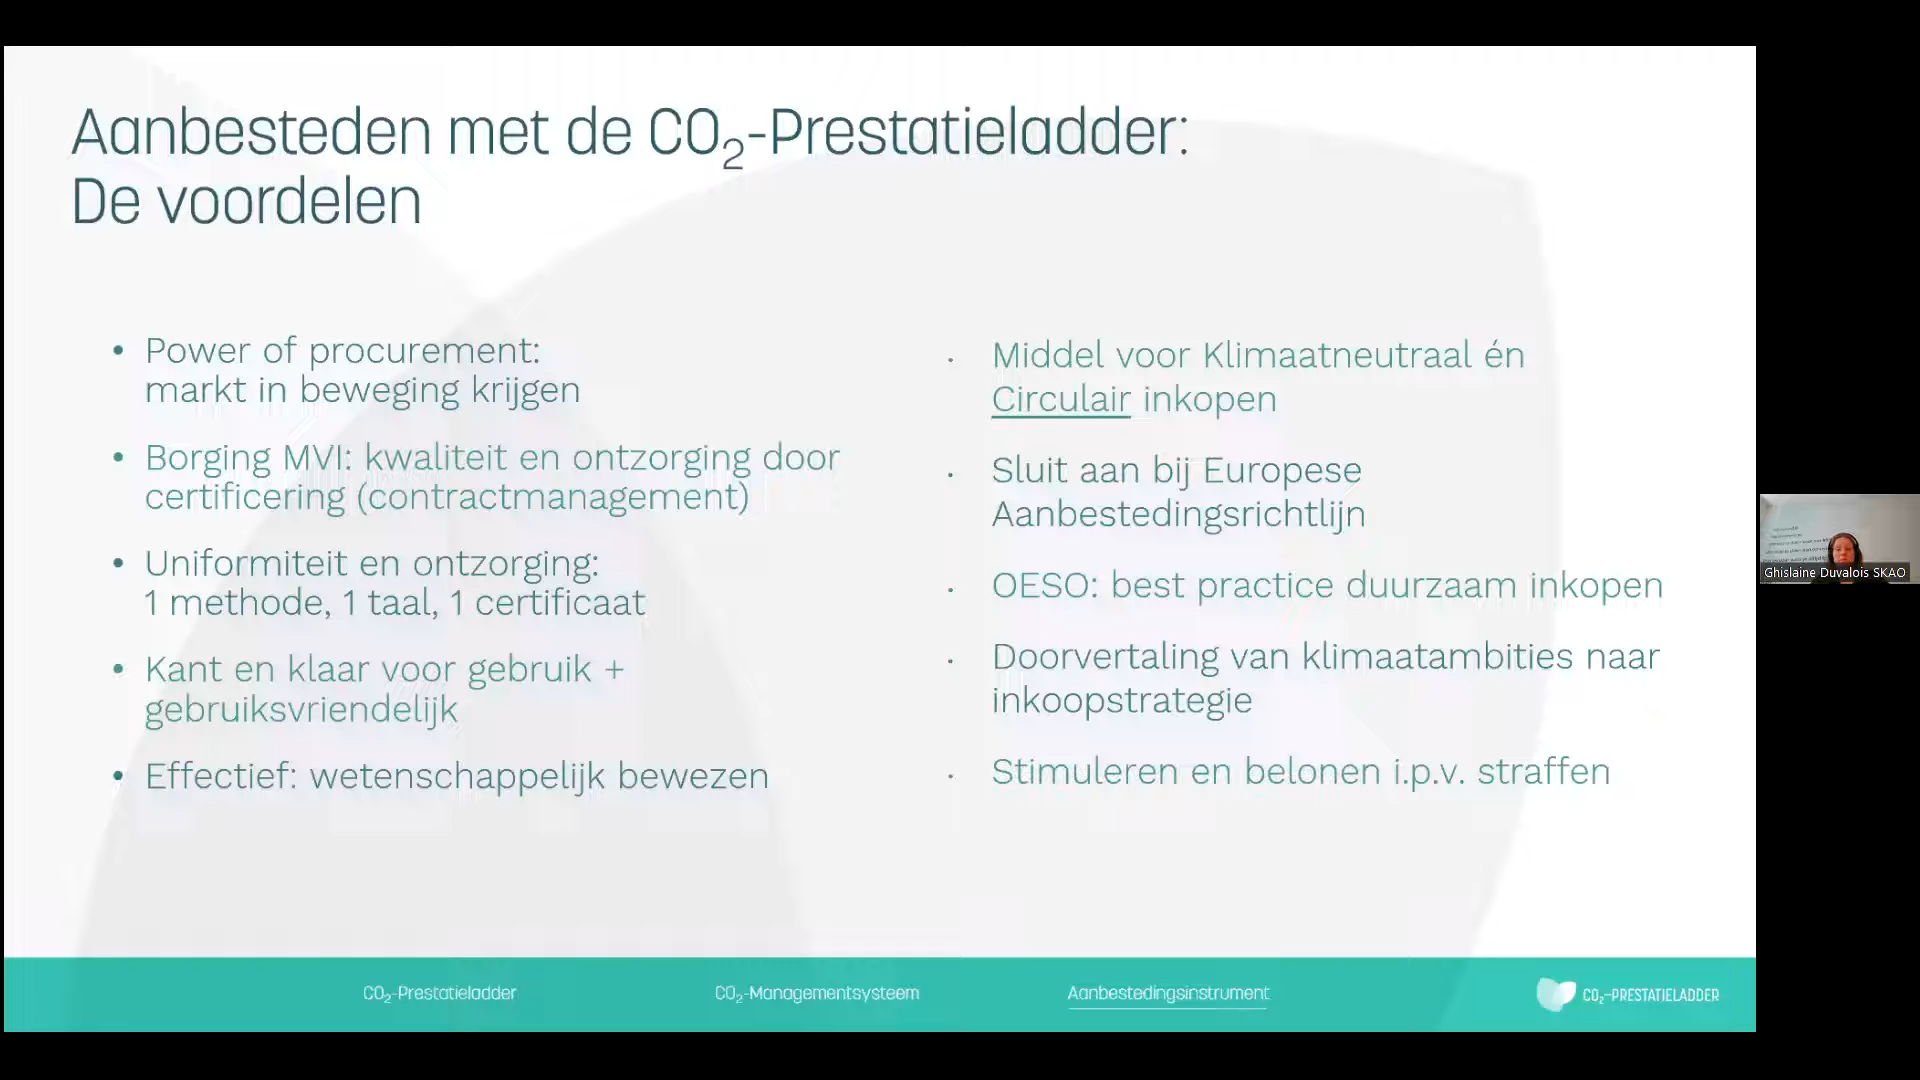 Aanbesteden met de CO₂-Prestatieladder:
De voordelen
• Power of procurement:
markt in beweging krijgen
• Borging MVI: kwaliteit en ontzorging door
certificering (contractmanagement)
• Uniformiteit en ontzorging:
1 methode, 1 taal, 1 certificaat
• Kant en klaar voor gebruik +
gebruiksvriendelijk
• Effectief: wetenschappelijk bewezen
• Middel voor Klimaatneutraal én
Circulair inkopen
• Sluit aan bij Europese
Aanbestedingsrichtlijn
• OESO: best practice duurzaam inkopen
• Doorvertaling van klimaatambities naar
inkoopstrategie
• Stimuleren en belonen i.p.v. straffen
Ghislaine Duvalois SKAO
CO₂-Prestatieladder
CO₂-Managementsysteem
Aanbestedingsinstrument
CO₂-PRESTATIELADDER